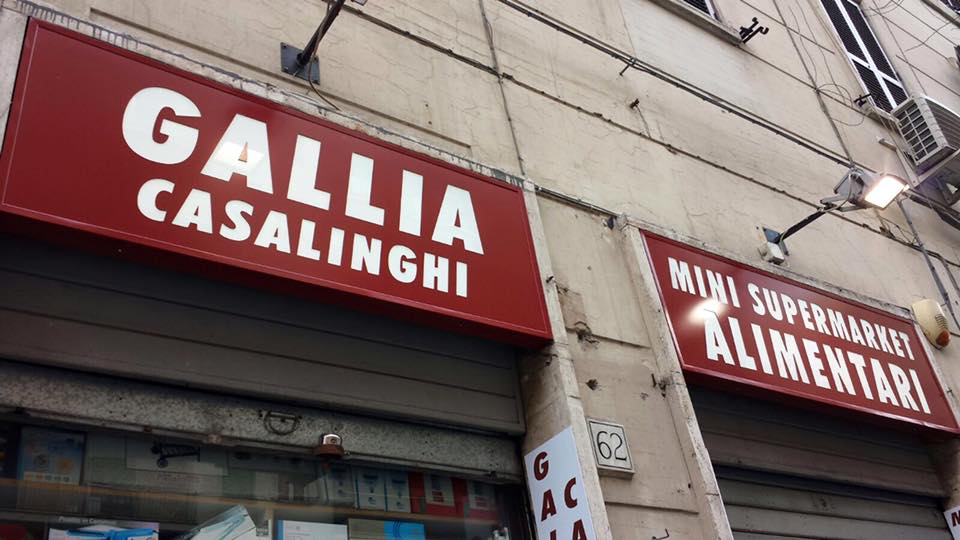 GALLIA
CASALINGHI
MINI SUPERMARKET
ALIMENTARI
62
G
A
C
A